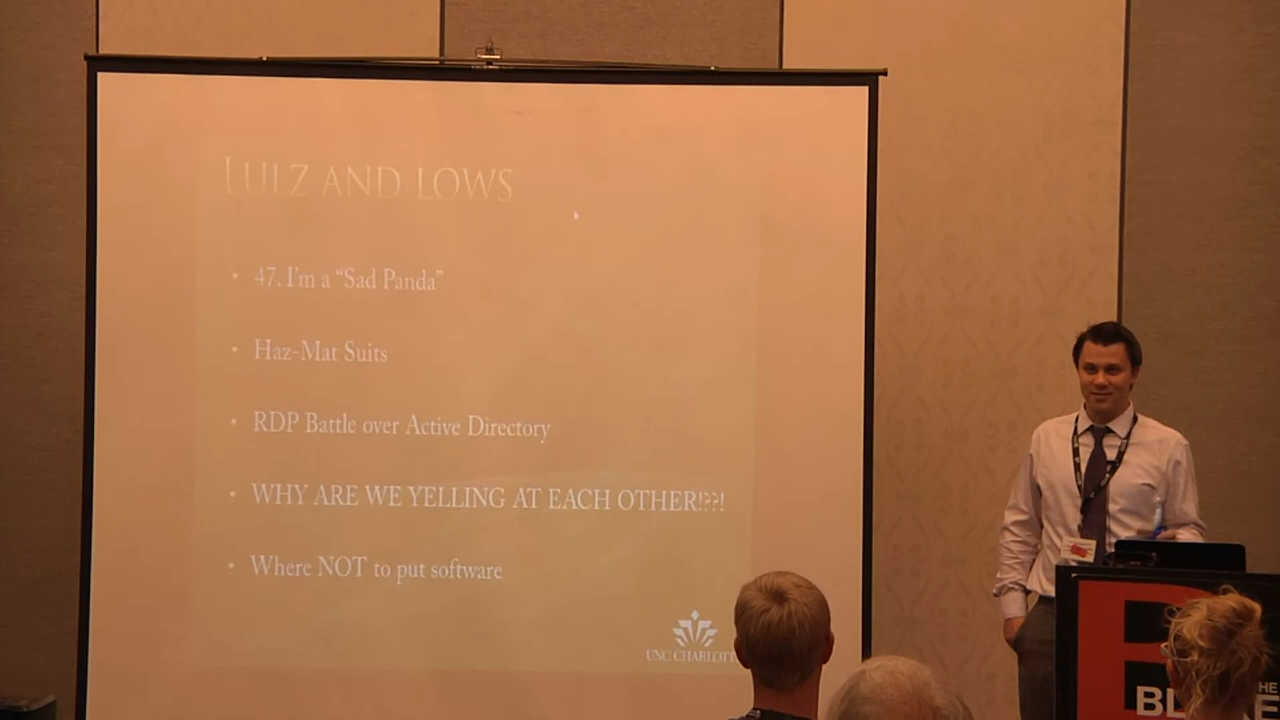 LULZ AND LOWS
• 47. I'm a “Sad Panda”
• Haz-Mat Suits
• RDP Battle over Active Directory
• WHY ARE WE YELLING AT EACH OTHER!??!
• Where NOT to put software
UNC CHARLOTTE
THE